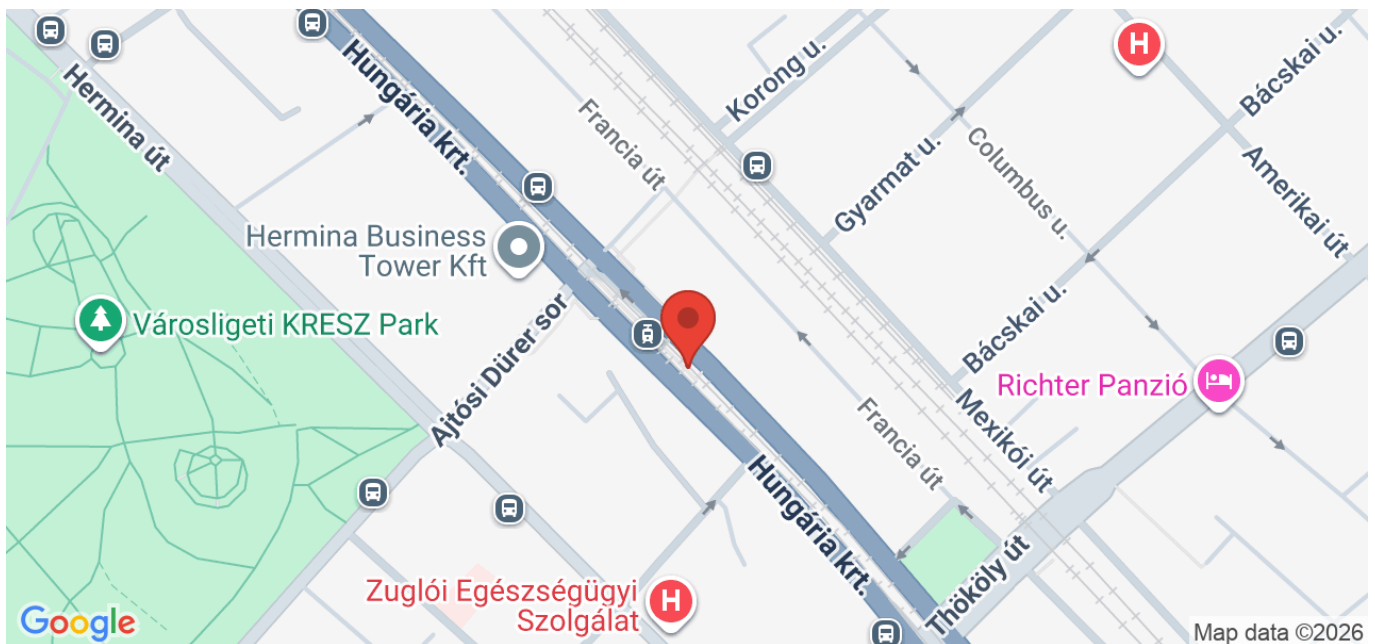 Hermina út
Hungária krt.
Korong u.
Bácskai u.
Francia út
Gyarmat u.
Columbus u.
Amerikai út
Hermina Business
Tower Kft
Városligeti KRESZ Park
Ajtósi Dürer sor
Bácskai u.
Richter Panzió
Mexikói út
Francia út
Hungária krt.
Thököly út
Zuglói Egészségügyi
Szolgálat
H
H
Google
Map data ©2026